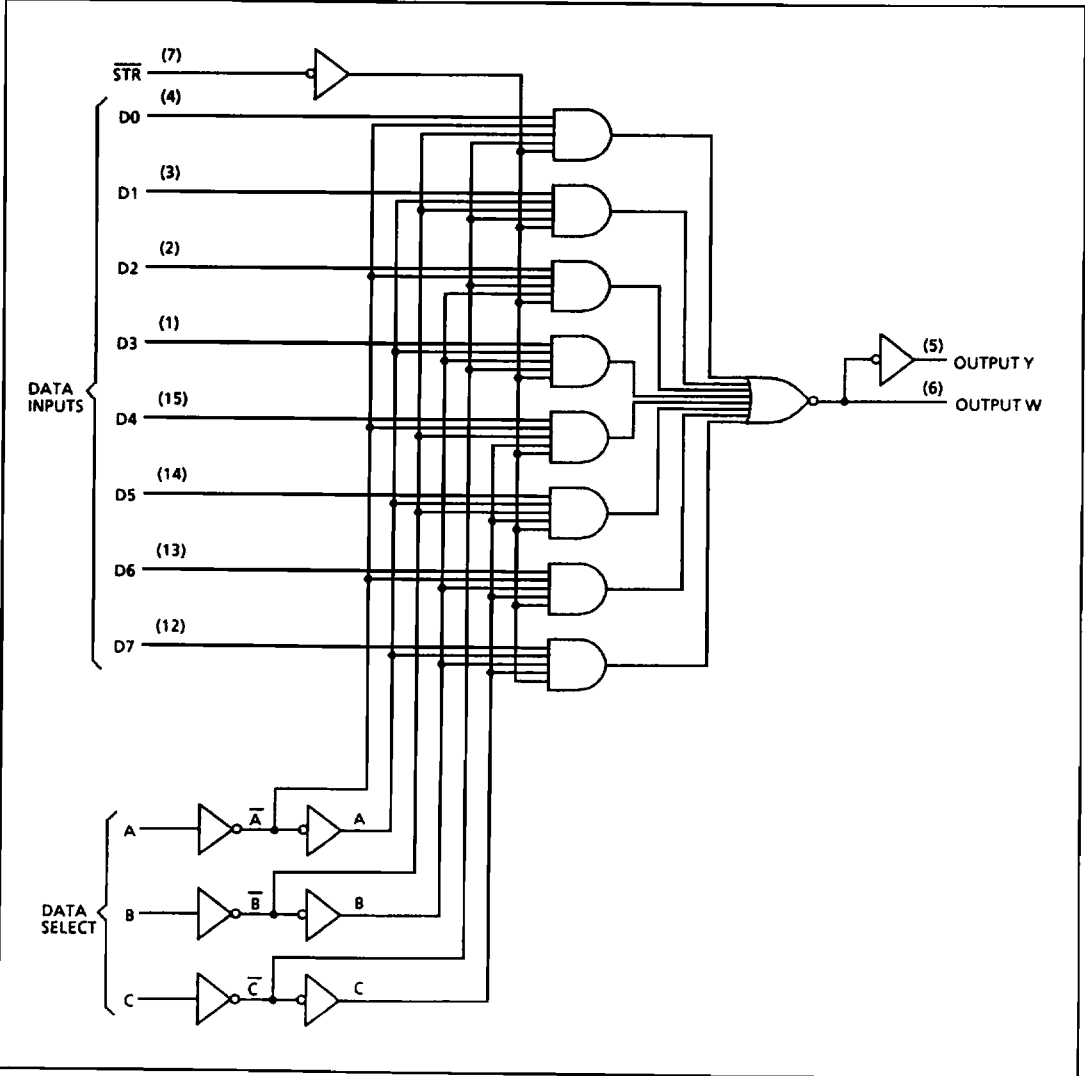 S̅T̅R̅ (7)
D0 (4)
D1 (3)
D2 (2)
D3 (1)
D4 (15)
D5 (14)
D6 (13)
D7 (12)
DATA
INPUTS
(5) OUTPUT Y
(6) OUTPUT W
DATA
SELECT
A A̅ A
B B̅ B
C C̅ C